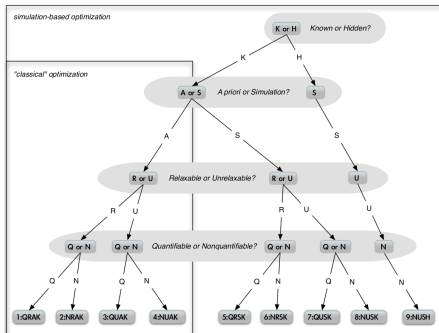 simulation-based optimization
K or H
Known or Hidden?
K
H
"classical" optimization
A or S
A priori or Simulation?
S
A
S
S
R or U
Relaxable or Unrelaxable?
R or U
U
R
U
R
U
U
Q or N
Q or N
Quantifiable or Nonquantifiable?
Q or N
Q or N
N
Q
N
Q
N
Q
N
Q
N
N
1:QRAK
2:NRAK
3:QUAK
4:NUAK
5:QRSK
6:NRSK
7:QUSK
8:NUSK
9:NUSH